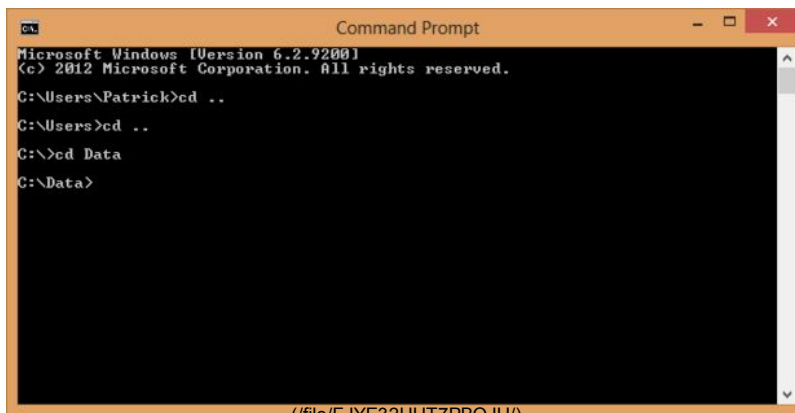 Command Prompt
Microsoft Windows [Version 6.2.9200]
(c) 2012 Microsoft Corporation. All rights reserved.
C:\Users\Patrick>cd ..
C:\Users>cd ..
C:\>cd Data
C:\Data>